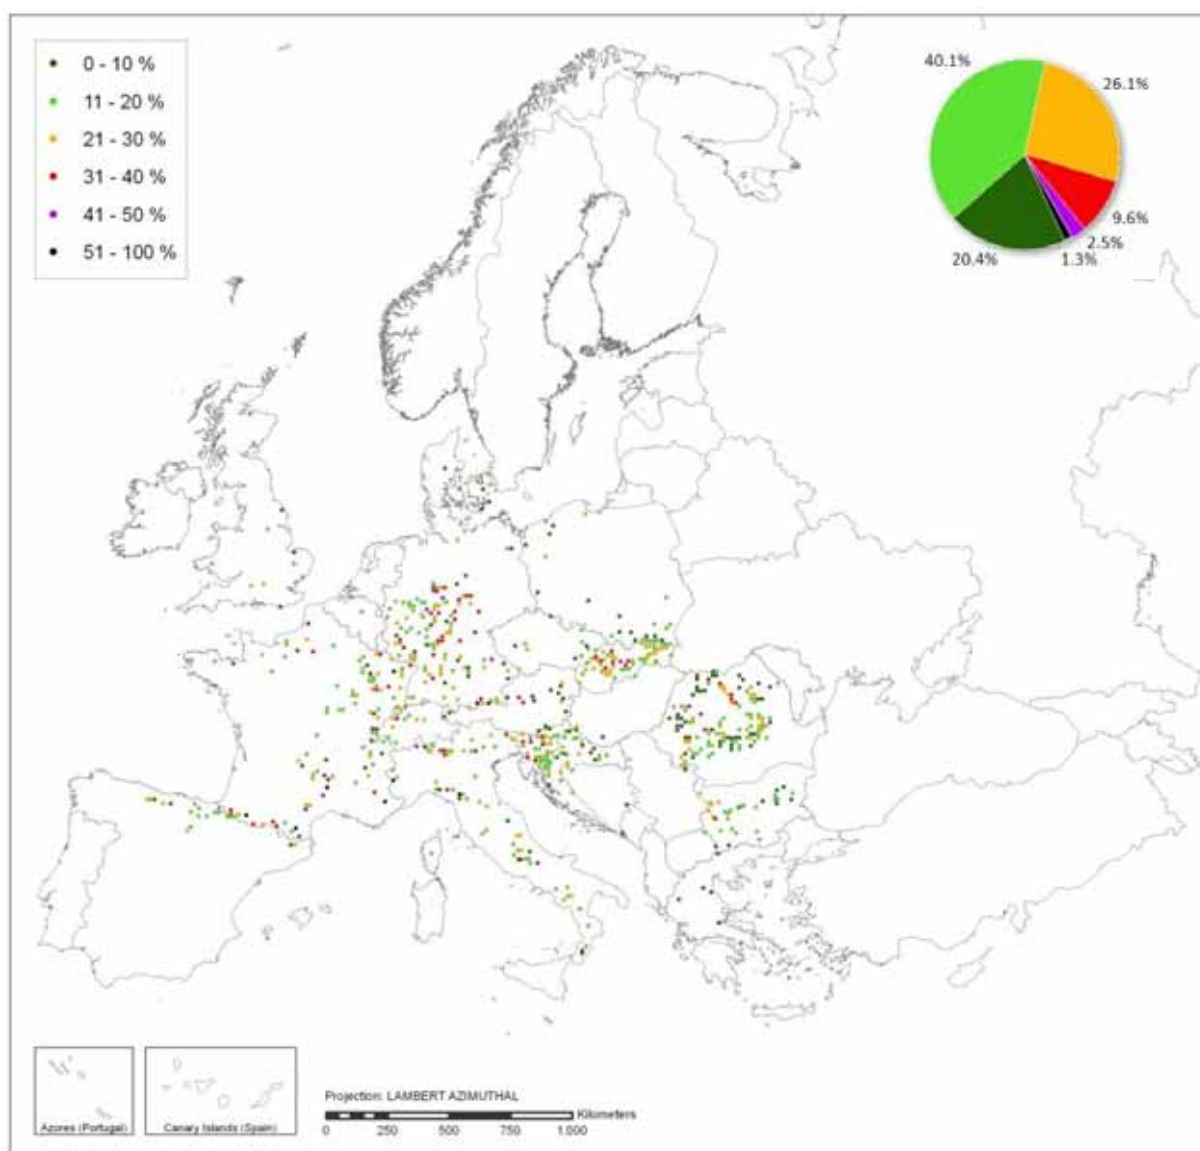 0 - 10 %
11 - 20 %
21 - 30 %
31 - 40 %
41 - 50 %
51 - 100 %
40.1%
26.1%
9.6%
2.5%
1.3%
20.4%
Azores (Portugal)
Canary Islands (Spain)
Projection: LAMBERT AZIMUTHAL
Kilometers
0 250 500 750 1.000